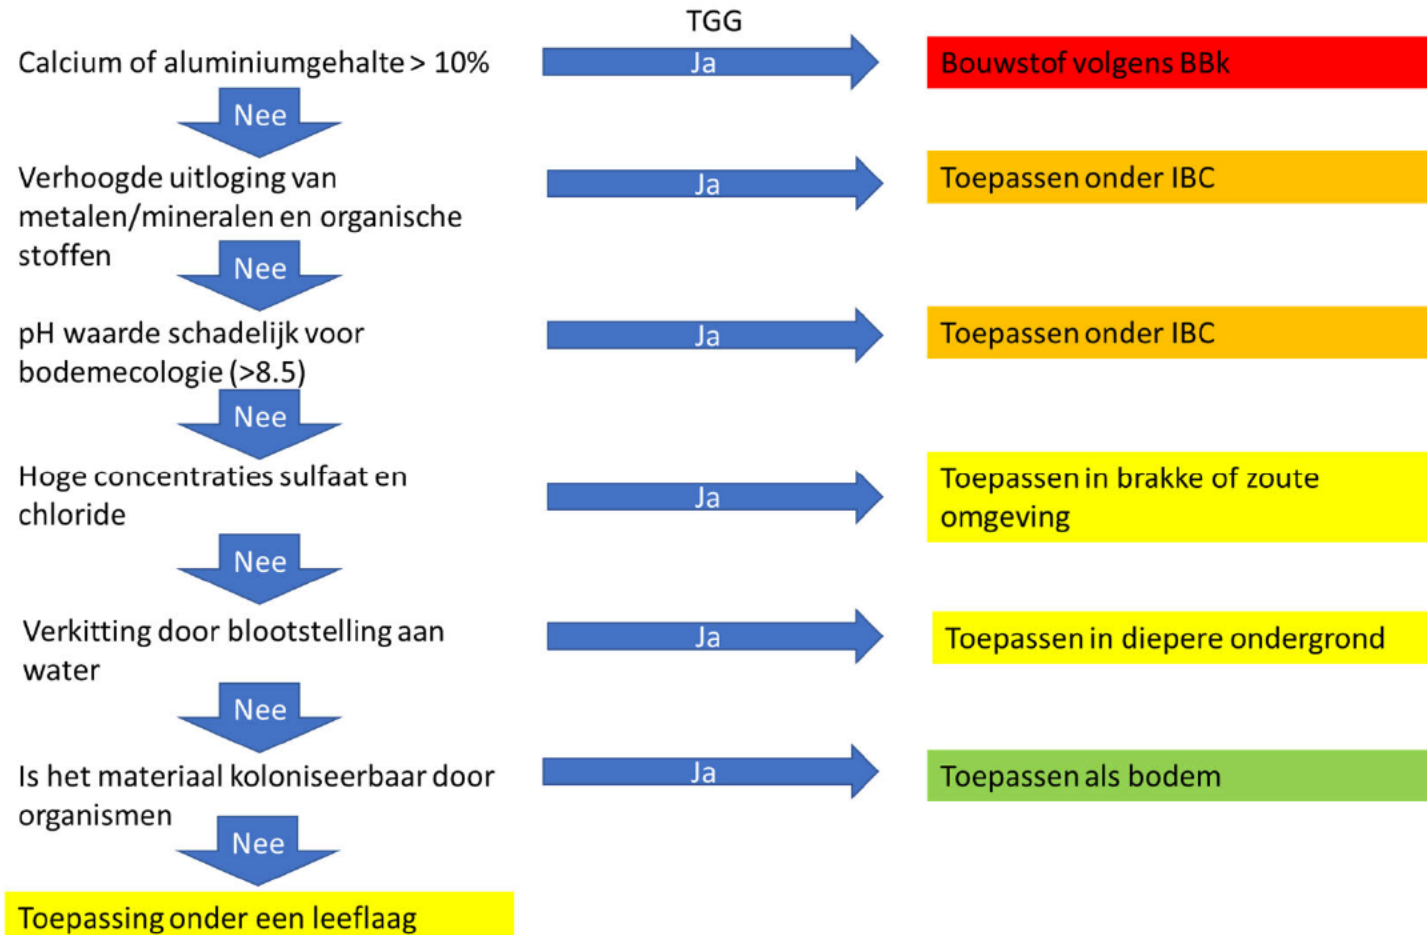 TGG
Calcium of aluminiumgehalte > 10%
Ja
Bouwstof volgens BBk
Nee
Verhoogde uitloging van
metalen/mineralen en organische
stoffen
Ja
Toepassen onder IBC
Nee
pH waarde schadelijk voor
bodemecologie (>8.5)
Ja
Toepassen onder IBC
Nee
Hoge concentraties sulfaat en
chloride
Ja
Toepassen in brakke of zoute
omgeving
Nee
Verkitting door blootstelling aan
water
Ja
Toepassen in diepere ondergrond
Nee
Is het materiaal koloniseerbaar door
organismen
Ja
Toepassen als bodem
Nee
Toepassing onder een leeflaag